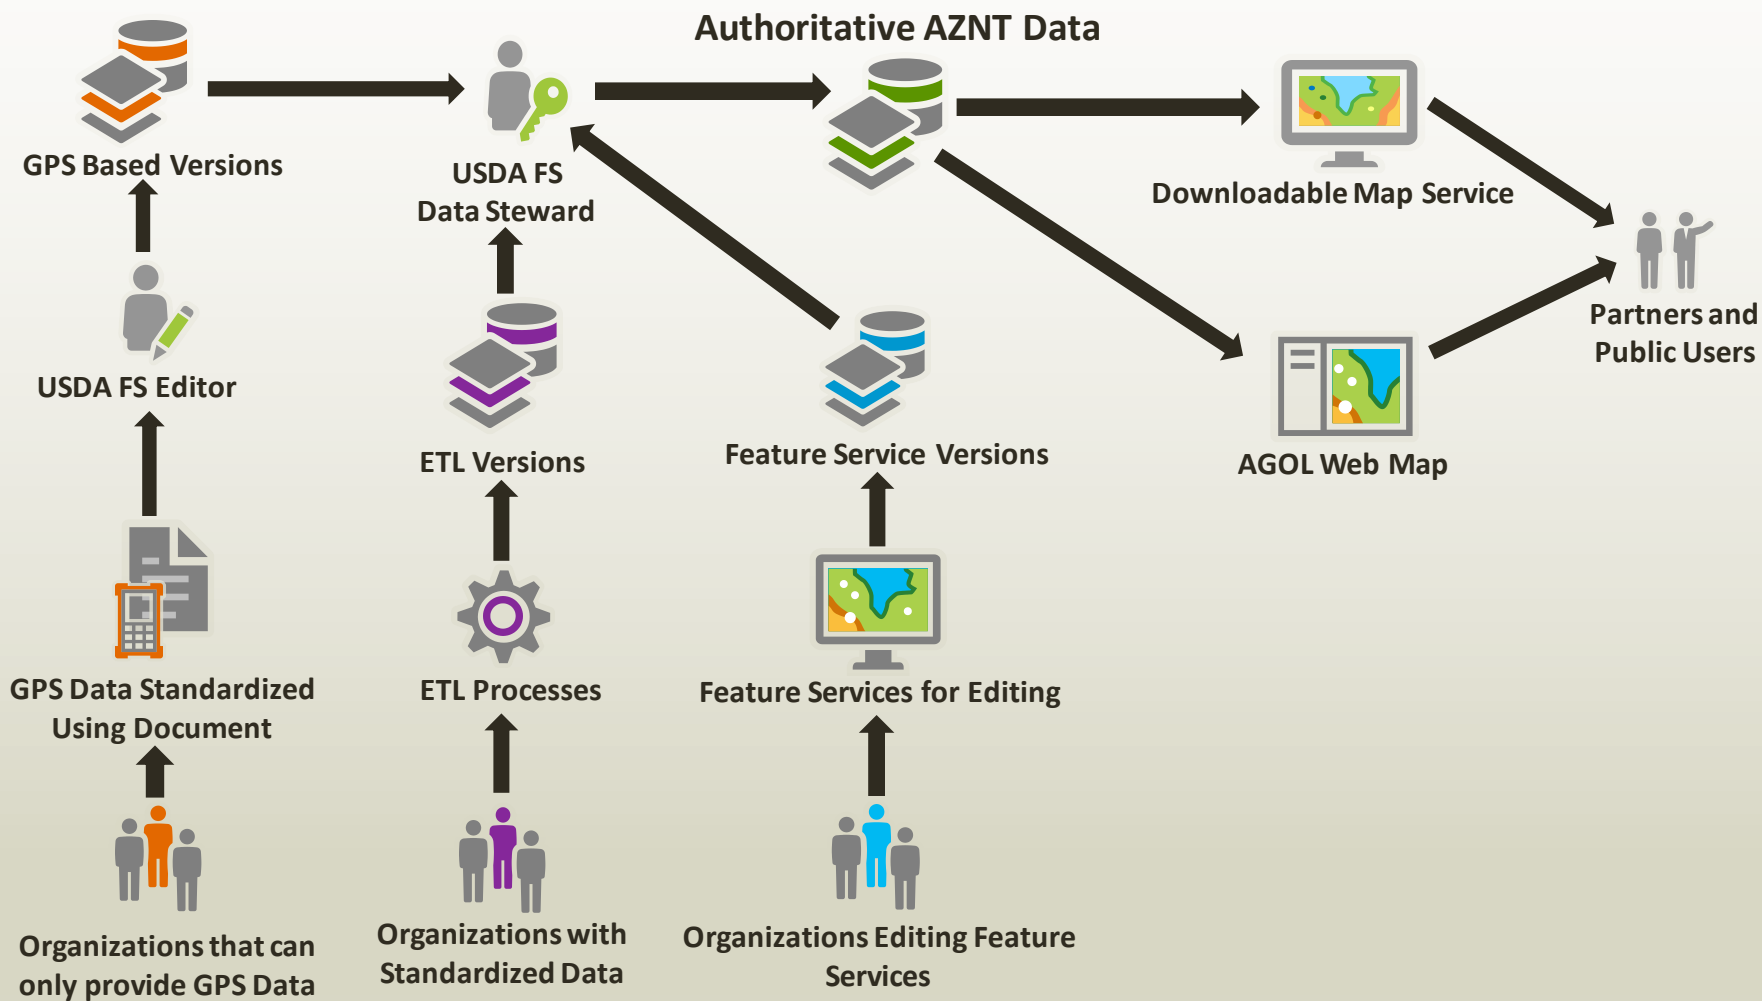 Authoritative AZNT Data
GPS Based Versions
USDA FS
Data Steward
Downloadable Map Service
Partners and
Public Users
USDA FS Editor
ETL Versions
Feature Service Versions
AGOL Web Map
GPS Data Standardized
Using Document
ETL Processes
Feature Services for Editing
Organizations that can
only provide GPS Data
Organizations with
Standardized Data
Organizations Editing Feature
Services